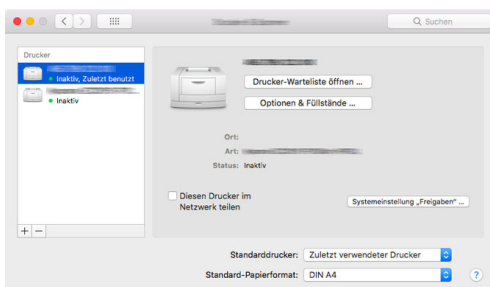 Suchen
Drucker
Inaktiv, Zuletzt benutzt
Inaktiv
Drucker-Warteliste öffnen ...
Optionen & Füllstände ...
Ort:
Art:
Status: Inaktiv
Diesen Drucker im
Netzwerk teilen
Systemeinstellung „Freigaben“ ...
+ −
Standarddrucker: Zuletzt verwendeter Drucker
Standard-Papierformat: DIN A4
?